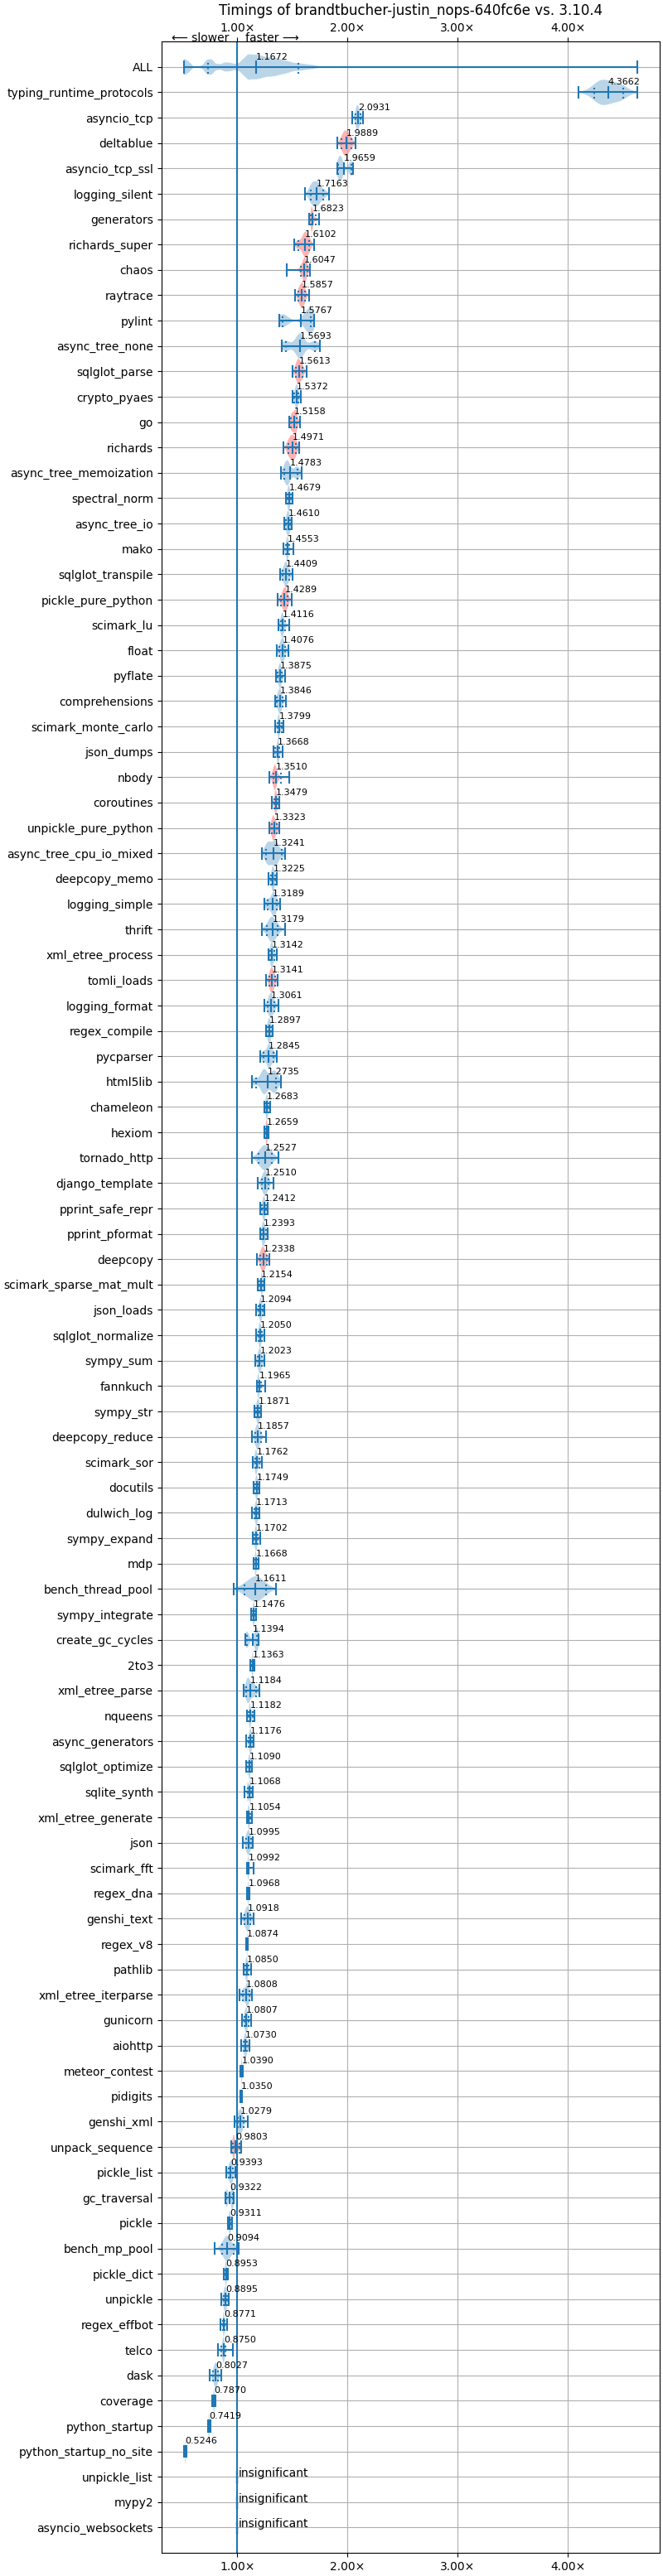 Timings of brandtbucher-justin_nops-640fc6e vs. 3.10.4
1.00× 2.00× 3.00× 4.00×
⟵ slower faster ⟶
ALL 1.1672
typing_runtime_protocols 4.3662
asyncio_tcp 2.0931
deltablue 1.9889
asyncio_tcp_ssl 1.9659
logging_silent 1.7163
generators 1.6823
richards_super 1.6102
chaos 1.6047
raytrace 1.5857
pylint 1.5767
async_tree_none 1.5693
sqlglot_parse 1.5613
crypto_pyaes 1.5372
go 1.5158
richards 1.4971
async_tree_memoization 1.4783
spectral_norm 1.4679
async_tree_io 1.4610
mako 1.4553
sqlglot_transpile 1.4409
pickle_pure_python 1.4289
scimark_lu 1.4116
float 1.4076
pyflate 1.3875
comprehensions 1.3846
scimark_monte_carlo 1.3799
json_dumps 1.3668
nbody 1.3510
coroutines 1.3479
unpickle_pure_python 1.3323
async_tree_cpu_io_mixed 1.3241
deepcopy_memo 1.3225
logging_simple 1.3189
thrift 1.3179
xml_etree_process 1.3142
tomli_loads 1.3141
logging_format 1.3061
regex_compile 1.2897
pycparser 1.2845
html5lib 1.2735
chameleon 1.2683
hexiom 1.2659
tornado_http 1.2527
django_template 1.2510
pprint_safe_repr 1.2412
pprint_pformat 1.2393
deepcopy 1.2338
scimark_sparse_mat_mult 1.2154
json_loads 1.2094
sqlglot_normalize 1.2050
sympy_sum 1.2023
fannkuch 1.1965
sympy_str 1.1871
deepcopy_reduce 1.1857
scimark_sor 1.1762
docutils 1.1749
dulwich_log 1.1713
sympy_expand 1.1702
mdp 1.1668
bench_thread_pool 1.1611
sympy_integrate 1.1476
create_gc_cycles 1.1394
2to3 1.1363
xml_etree_parse 1.1184
nqueens 1.1182
async_generators 1.1176
sqlglot_optimize 1.1090
sqlite_synth 1.1068
xml_etree_generate 1.1054
json 1.0995
scimark_fft 1.0992
regex_dna 1.0968
genshi_text 1.0918
regex_v8 1.0874
pathlib 1.0850
xml_etree_iterparse 1.0808
gunicorn 1.0807
aiohttp 1.0730
meteor_contest 1.0390
pidigits 1.0350
genshi_xml 1.0279
unpack_sequence 0.9803
pickle_list 0.9393
gc_traversal 0.9322
pickle 0.9311
bench_mp_pool 0.9094
pickle_dict 0.8953
unpickle 0.8895
regex_effbot 0.8771
telco 0.8750
dask 0.8027
coverage 0.7870
python_startup 0.7419
python_startup_no_site 0.5246
unpickle_list insignificant
mypy2 insignificant
asyncio_websockets insignificant
1.00× 2.00× 3.00× 4.00×